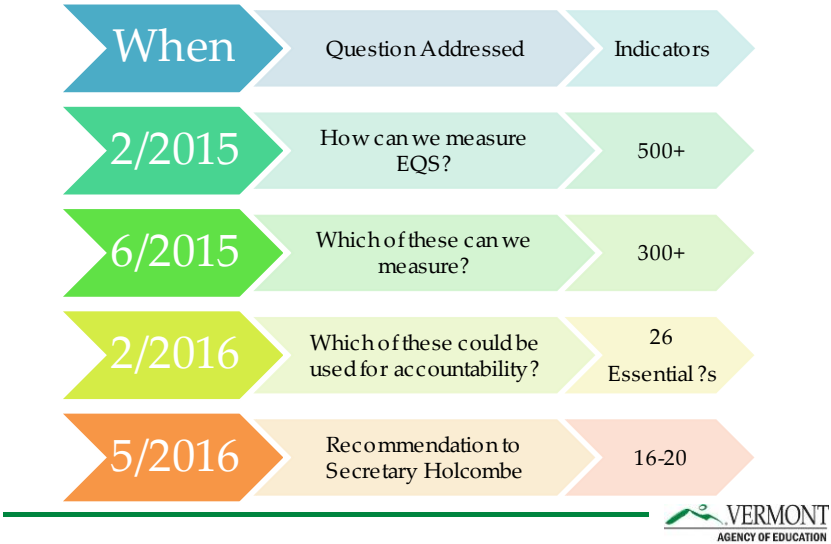 When
Question Addressed
Indicators
2/2015
How can we measure
EQS?
500+
6/2015
Which of these can we
measure?
300+
2/2016
Which of these could be
used for accountability?
26
Essential ?s
5/2016
Recommendation to
Secretary Holcombe
16-20
VERMONT
AGENCY OF EDUCATION